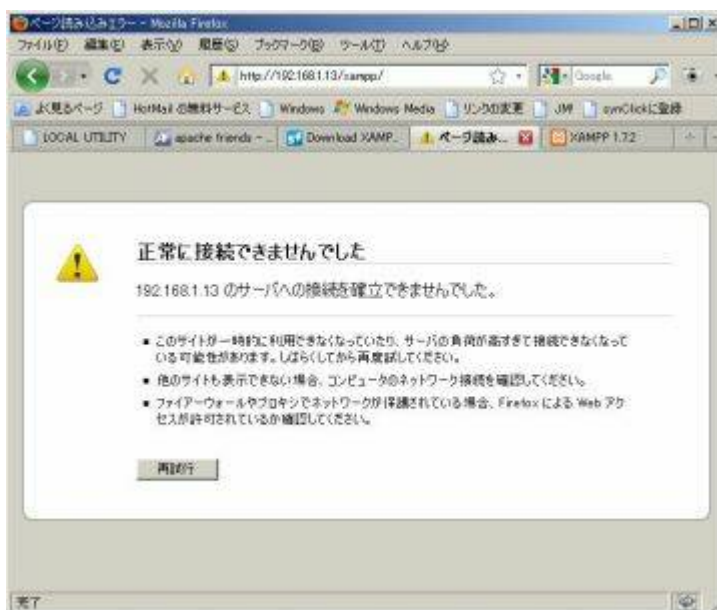 ページ読み込みエラー - Mozilla Firefox
ファイル(F) 編集(E) 表示(V) 履歴(S) ブックマーク(B) ツール(T) ヘルプ(H)
http://192.168.1.13/xampp/ Google
よく見るページ HotMail の無料サービス Windows Windows Media リンクの変更 JWI synClickに登録
LOCAL UTILITY apache friends - ... Download XAMP... ページ読み... XAMPP 1.7.2
正常に接続できませんでした
192.168.1.13 のサーバへの接続を確立できませんでした。
このサイトが一時的に利用できなくなっていたり、サーバの負荷が高すぎて接続できなくなって
いる可能性があります。しばらくしてから再度試してください。
他のサイトも表示できない場合、コンピュータのネットワーク接続を確認してください。
ファイアーウォールやプロキシでネットワークが保護されている場合、Firefox による Web アク
セスが許可されているか確認してください。
再試行
完了